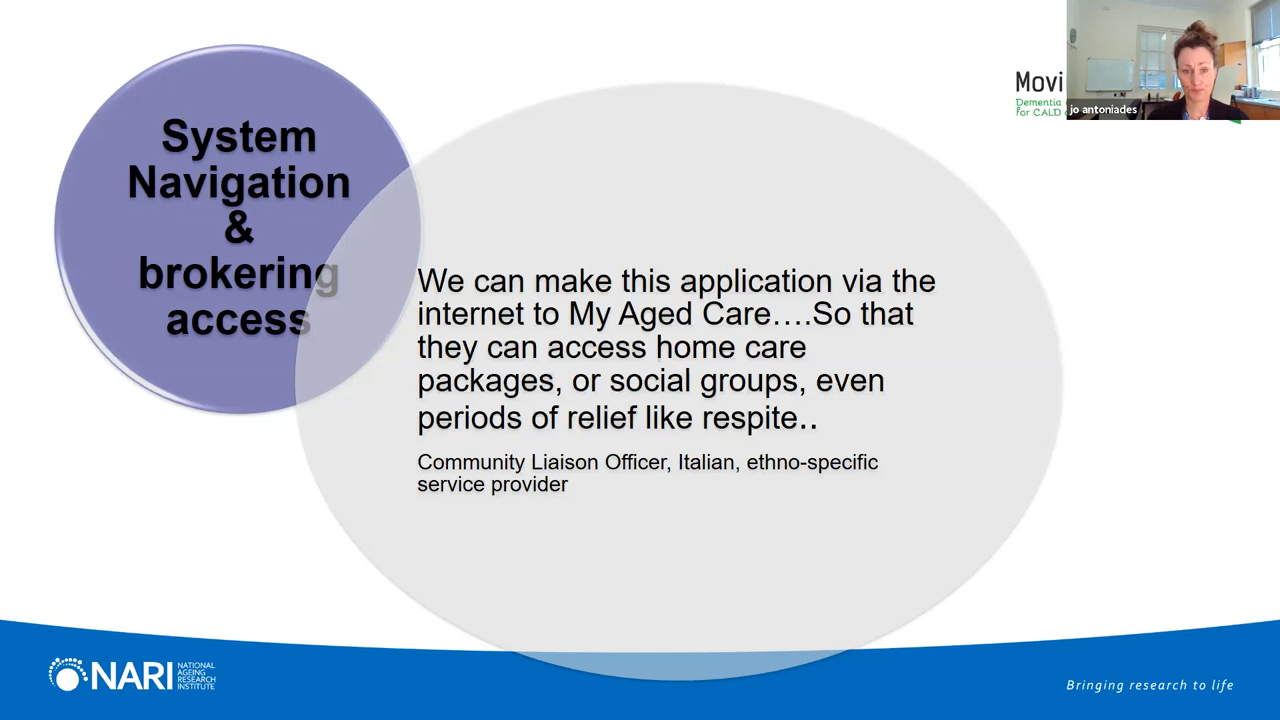 System
Navigation
&
brokering
access
We can make this application via the
internet to My Aged Care….So that
they can access home care
packages, or social groups, even
periods of relief like respite..
Community Liaison Officer, Italian, ethno-specific
service provider
Dementia
for CALD
jo antoniades
NARI
NATIONAL
AGEING
RESEARCH
INSTITUTE
Bringing research to life